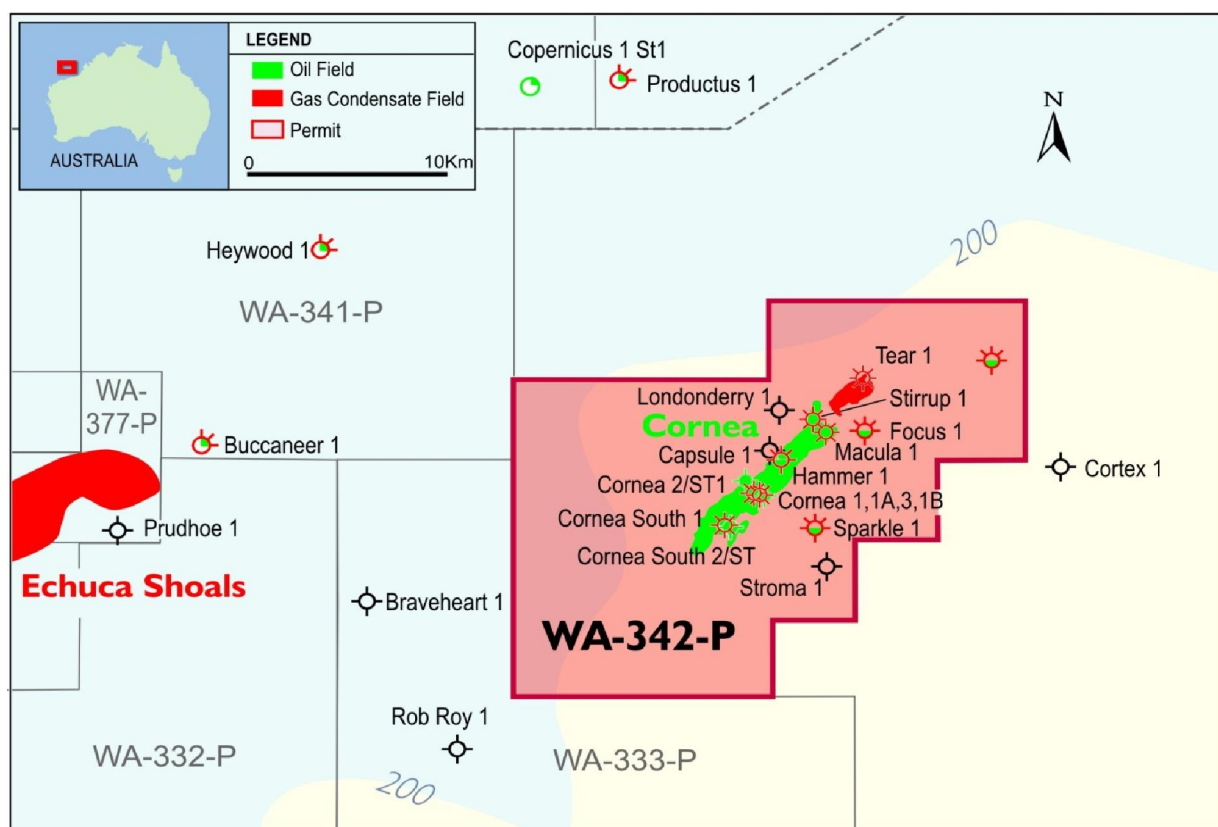 LEGEND
Oil Field
Gas Condensate Field
Permit
0 10Km
AUSTRALIA
Copernicus 1 St1
Productus 1
N
200
Heywood 1
WA-341-P
WA-
377-P
Buccaneer 1
Prudhoe 1
Echuca Shoals
Braveheart 1
Rob Roy 1
WA-332-P
WA-333-P
200
Tear 1
Londonderry 1
Stirrup 1
Cornea
Focus 1
Capsule 1
Macula 1
Hammer 1
Cornea 2/ST1
Cornea 1,1A,3,1B
Cornea South 1
Sparkle 1
Cornea South 2/ST
Stroma 1
Cortex 1
WA-342-P